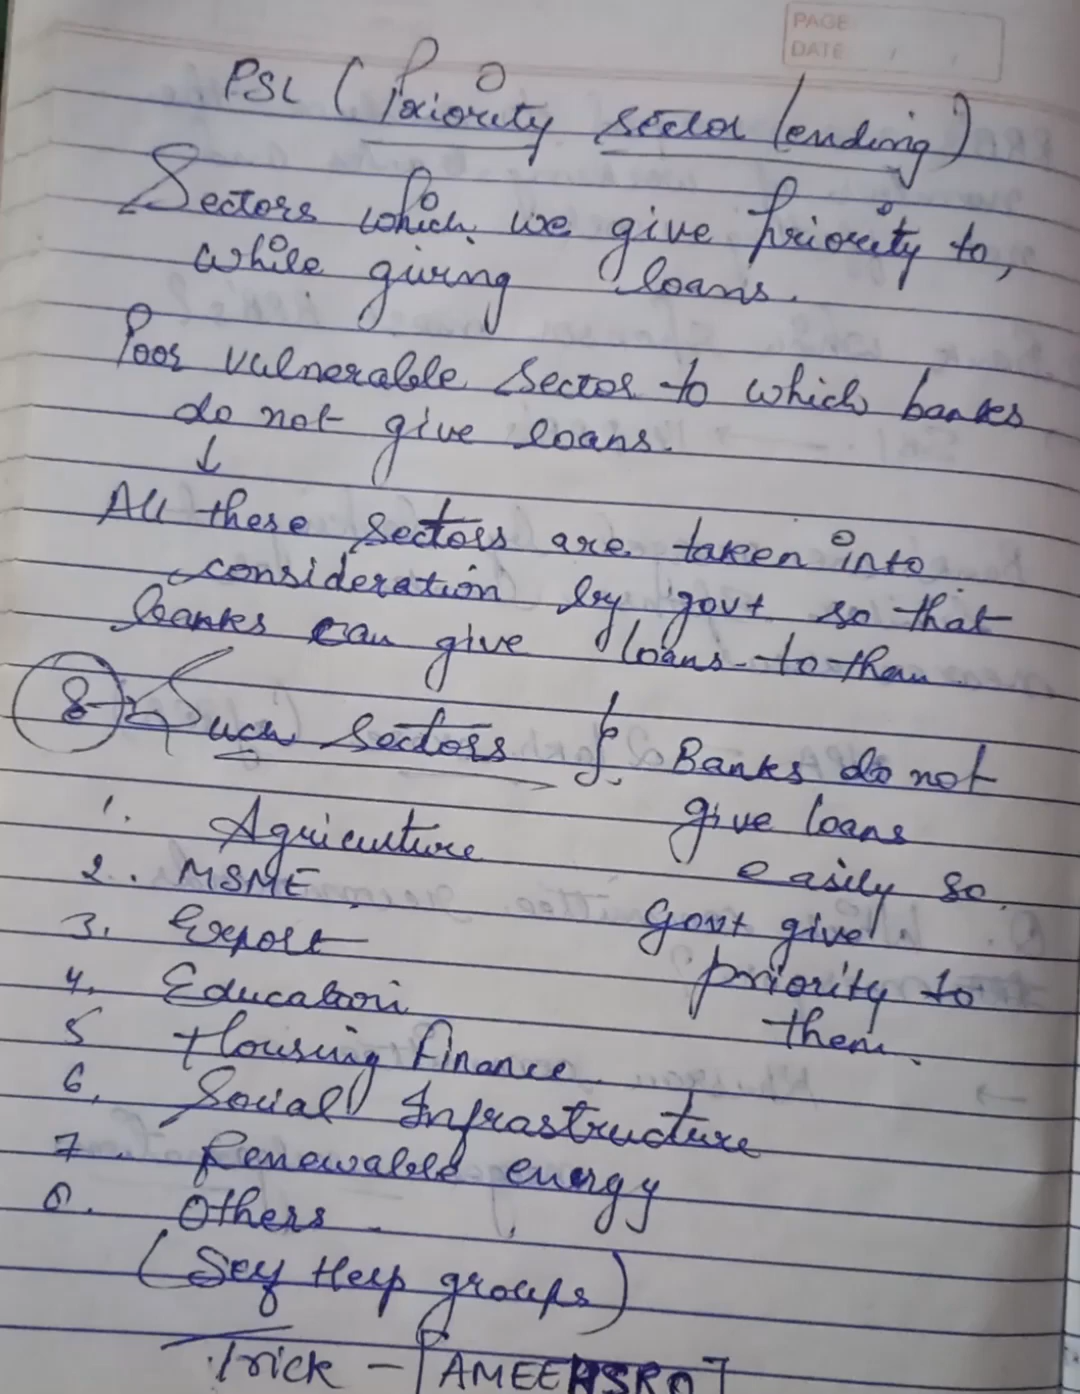 PAGE
DATE
PSL (Priority Sector lending)
Sectors which we give priority to,
while giving loans.
Poor vulnerable Sector to which banks
do not give loans.
↓
All these sectors are taken into
consideration by govt so that
banks can give loans to them
8 Such Sectors } Banks do not
give loans
1. Agriculture
easily so
2. MSME
Govt give
3. Export
priority to
4. Education
them.
5 Housing finance
6. Social Infrastructure
7. Renewable energy
8. Others
(Self Help groups)
Trick - [AMEEHSRO]